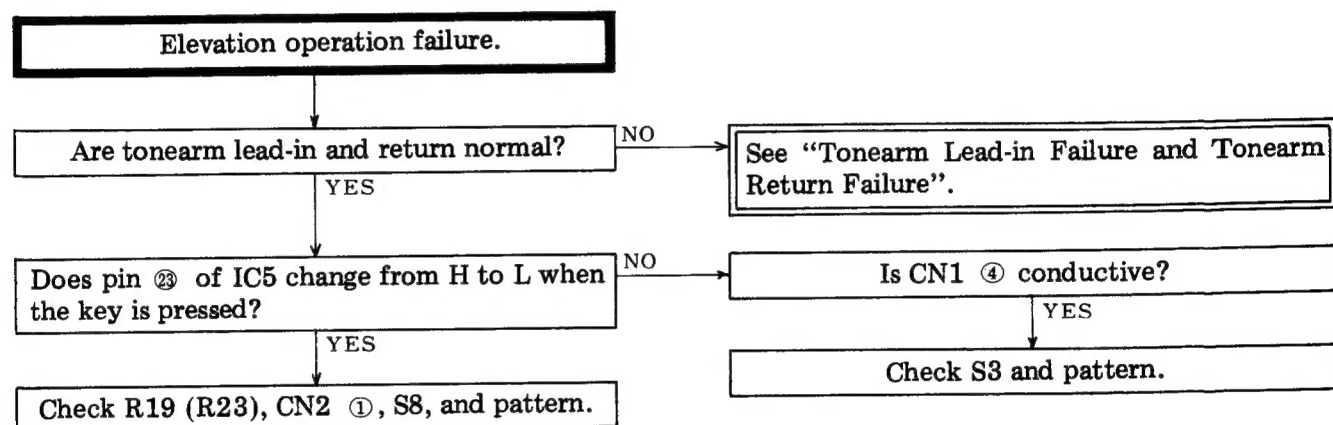 Elevation operation failure.
Are tonearm lead-in and return normal?
NO
See “Tonearm Lead-in Failure and Tonearm
Return Failure”.
YES
Does pin ㉓ of IC5 change from H to L when
the key is pressed?
NO
Is CN1 ④ conductive?
YES
YES
Check S3 and pattern.
Check R19 (R23), CN2 ①, S8, and pattern.